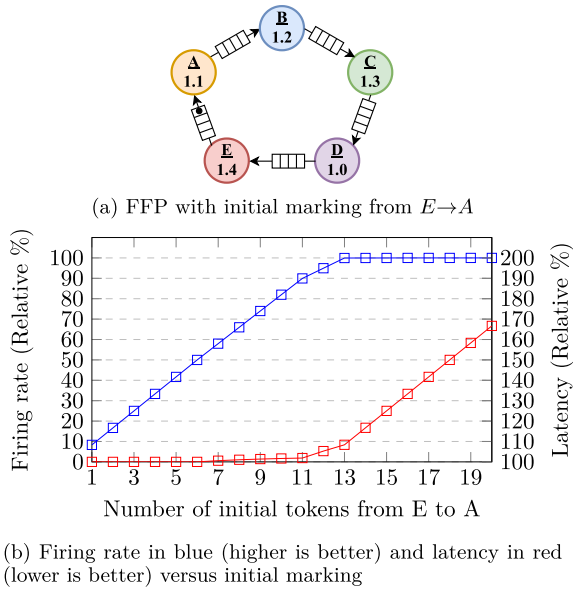 B
1.2
A
1.1
C
1.3
E
1.4
D
1.0
(a) FFP with initial marking from E→A
Firing rate (Relative %)
100
90
80
70
60
50
40
30
20
10
0
200
190
180
170
160
150
140
130
120
110
100
Latency (Relative %)
1 3 5 7 9 11 13 15 17 19
Number of initial tokens from E to A
(b) Firing rate in blue (higher is better) and latency in red
(lower is better) versus initial marking